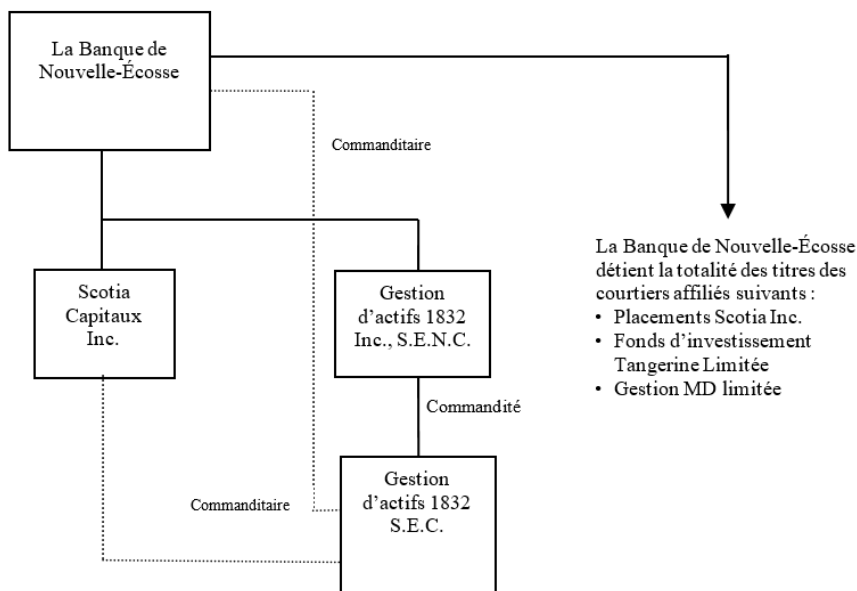 La Banque de
Nouvelle-Écosse
Commanditaire
La Banque de Nouvelle-Écosse
détient la totalité des titres des
courtiers affiliés suivants :
• Placements Scotia Inc.
• Fonds d'investissement
Tangerine Limitée
• Gestion MD limitée
Scotia
Capitaux
Inc.
Gestion
d'actifs 1832
Inc., S.E.N.C.
Commandité
Commanditaire
Gestion
d'actifs 1832
S.E.C.